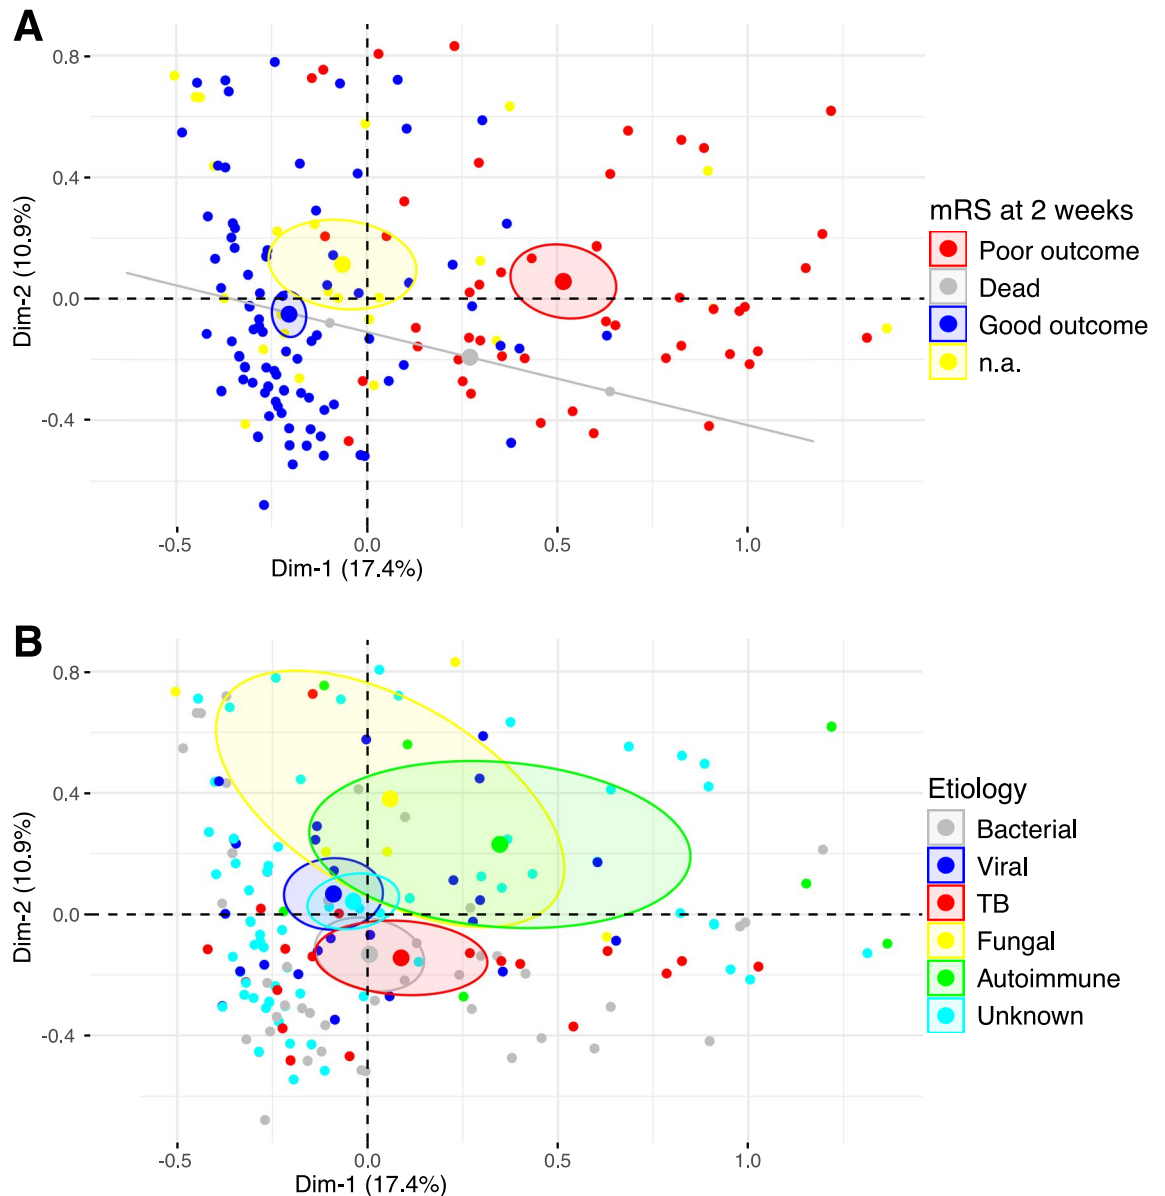 A
0.8
0.4
0.0
-0.4
Dim-2 (10.9%)
-0.5
0.0
0.5
1.0
Dim-1 (17.4%)
mRS at 2 weeks
Poor outcome
Dead
Good outcome
n.a.
B
0.8
0.4
0.0
-0.4
Dim-2 (10.9%)
-0.5
0.0
0.5
1.0
Dim-1 (17.4%)
Etiology
Bacterial
Viral
TB
Fungal
Autoimmune
Unknown